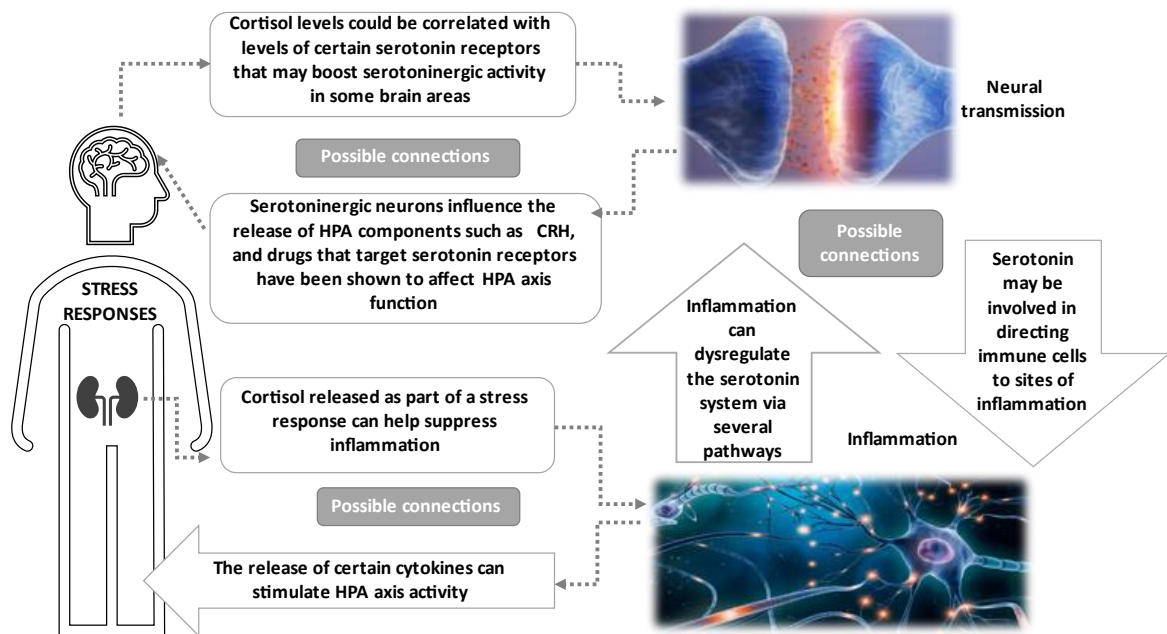 Cortisol levels could be correlated with
levels of certain serotonin receptors
that may boost serotoninergic activity
in some brain areas
Neural
transmission
Possible connections
Serotoninergic neurons influence the
release of HPA components such as CRH,
and drugs that target serotonin receptors
have been shown to affect HPA axis
function
Possible
connections
STRESS
RESPONSES
Inflammation
can
dysregulate
the serotonin
system via
several
pathways
Serotonin
may be
involved in
directing
immune cells
to sites of
inflammation
Cortisol released as part of a stress
response can help suppress
inflammation
Inflammation
Possible connections
The release of certain cytokines can
stimulate HPA axis activity